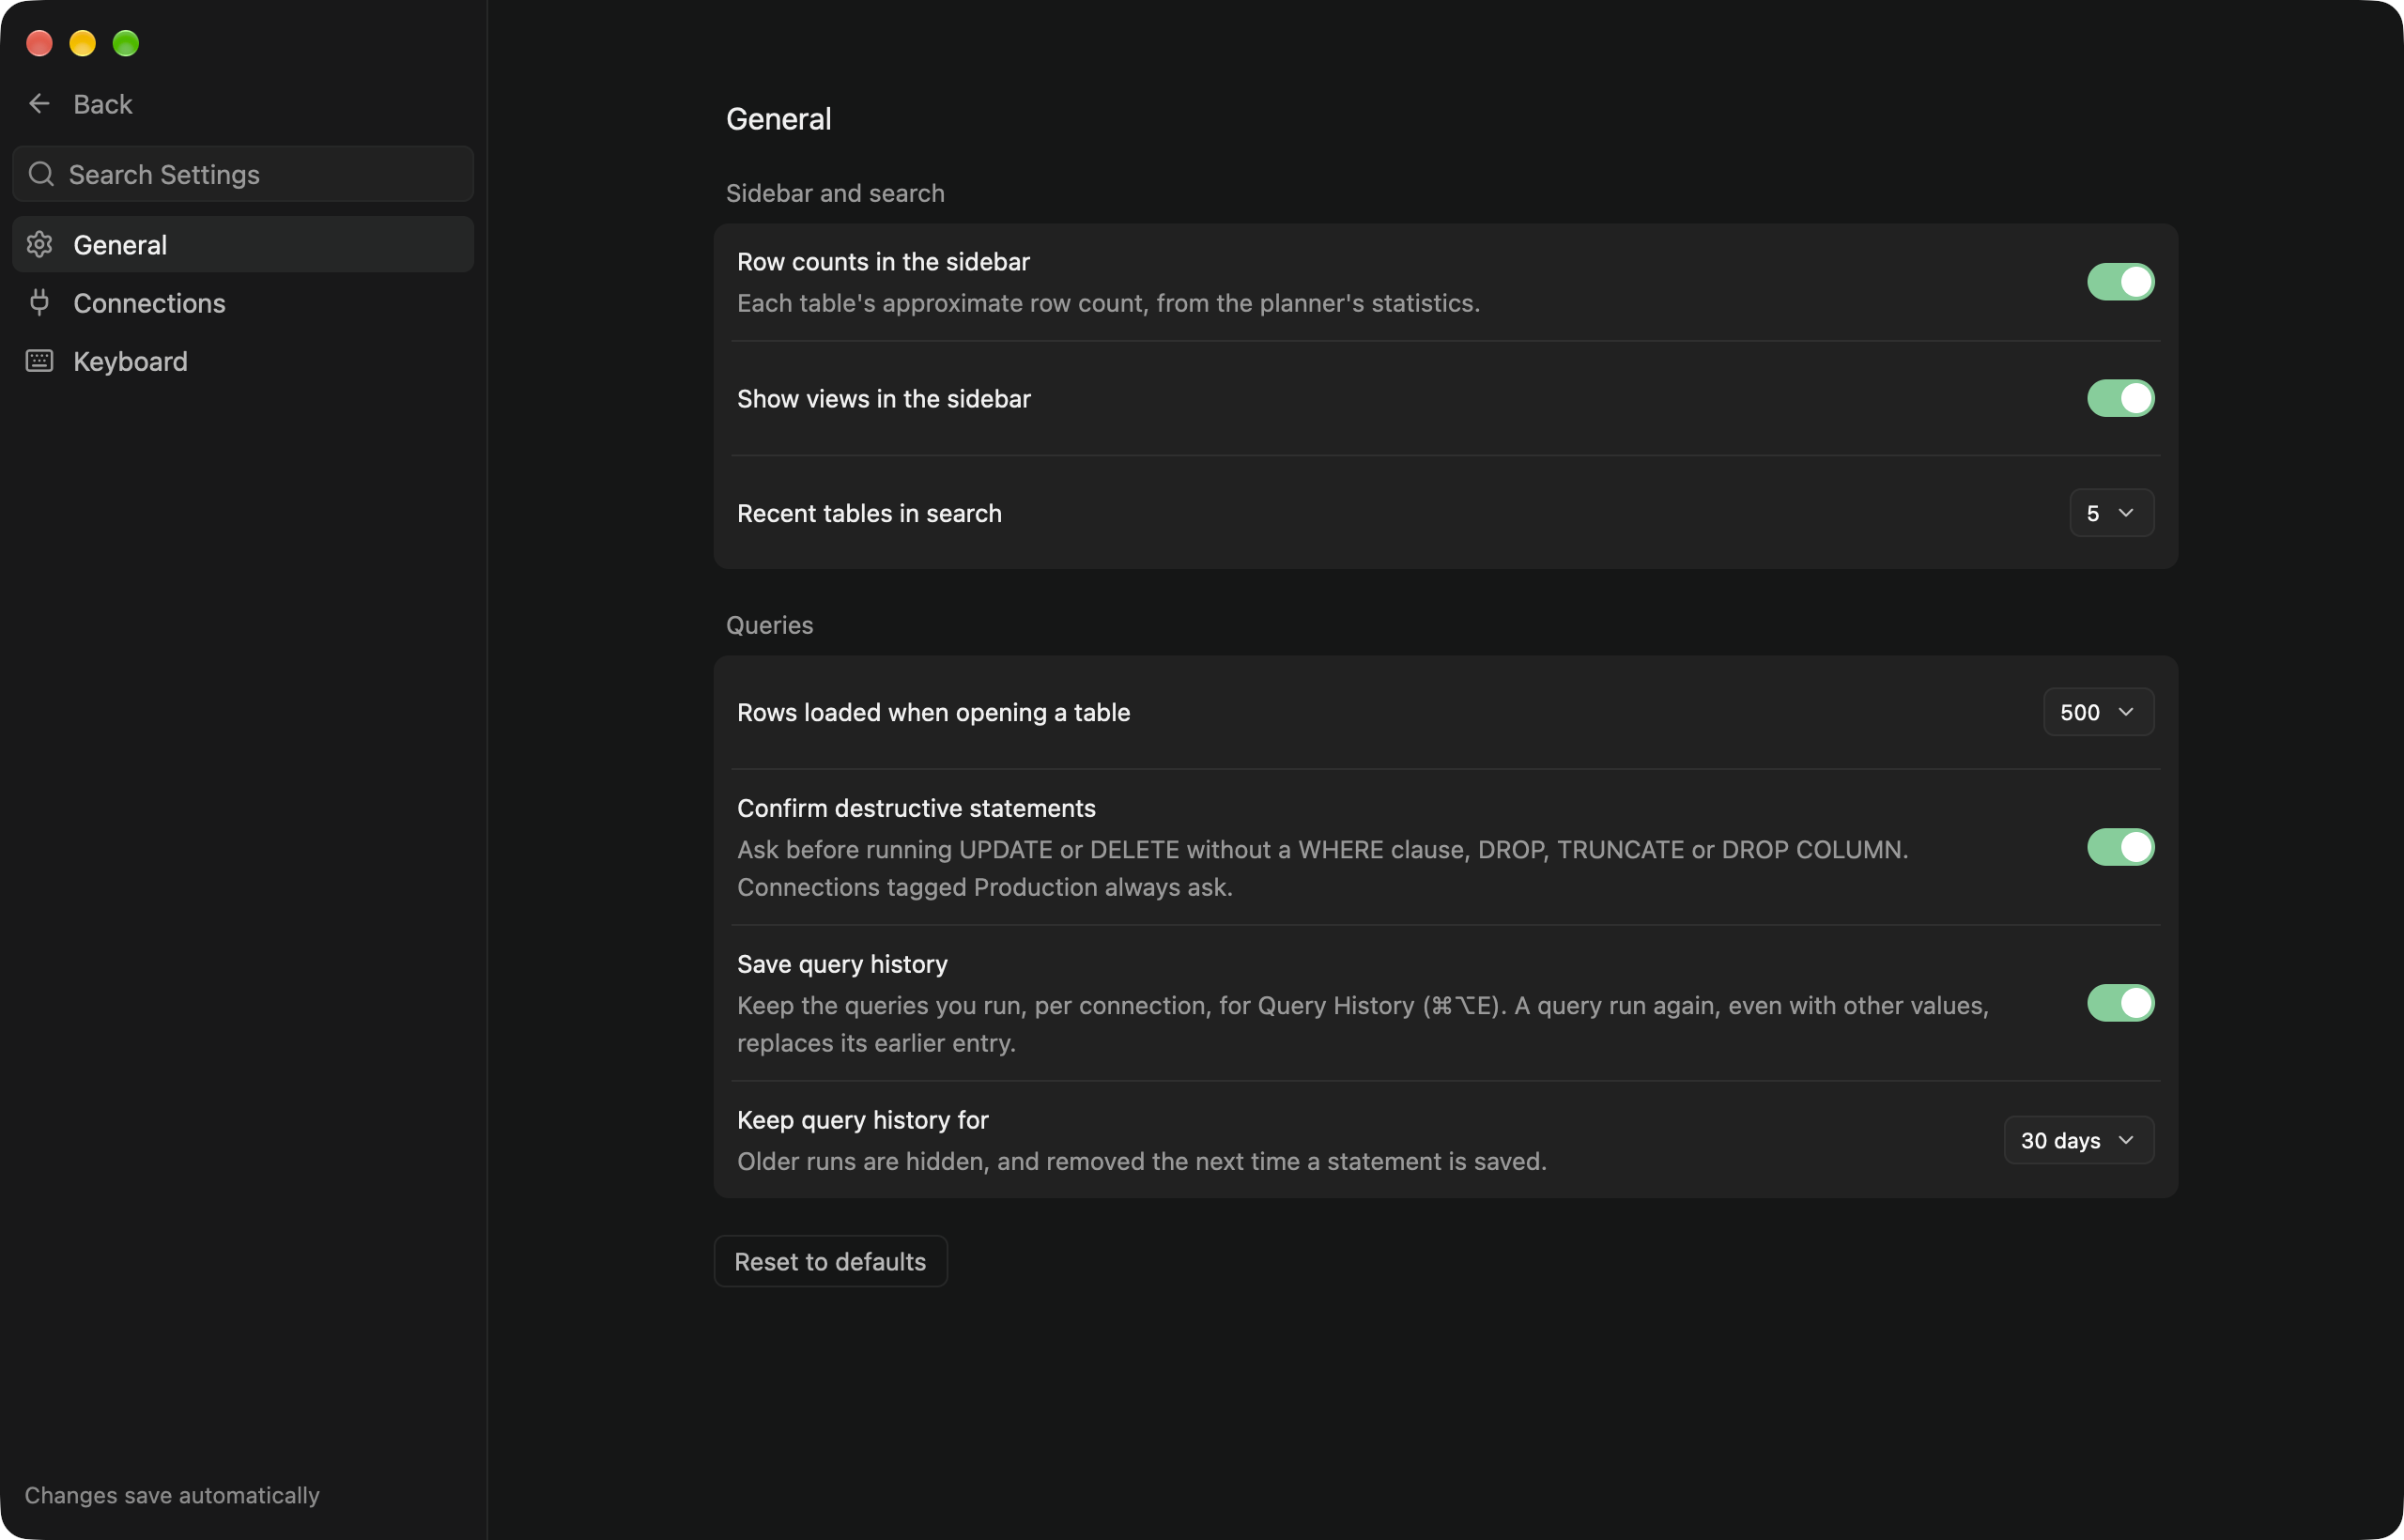 Back
Search Settings
General
Connections
Keyboard
Changes save automatically
General
Sidebar and search
Row counts in the sidebar
Each table's approximate row count, from the planner's statistics.
Show views in the sidebar
Recent tables in search
5
Queries
Rows loaded when opening a table
500
Confirm destructive statements
Ask before running UPDATE or DELETE without a WHERE clause, DROP, TRUNCATE or DROP COLUMN.
Connections tagged Production always ask.
Save query history
Keep the queries you run, per connection, for Query History (⌘⌥E). A query run again, even with other values,
replaces its earlier entry.
Keep query history for
Older runs are hidden, and removed the next time a statement is saved.
30 days
Reset to defaults